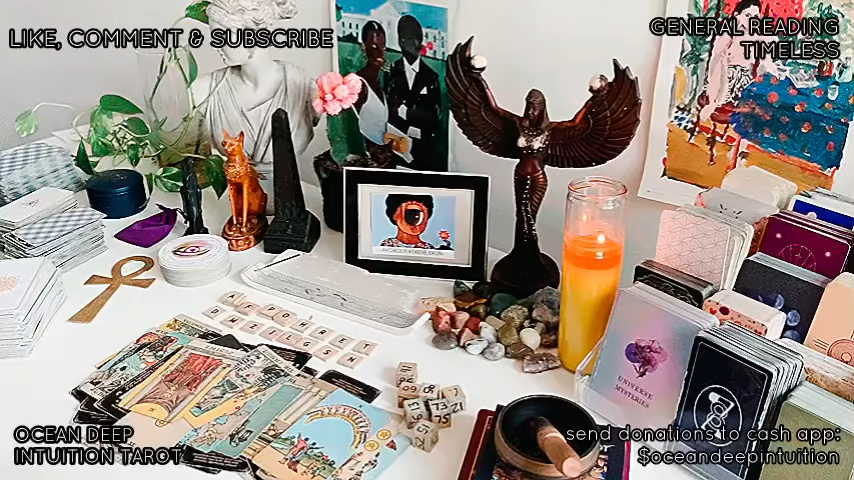 LIKE, COMMENT & SUBSCRIBE
GENERAL READING
TIMELESS
UNIVERSE
MYSTERIES
OCEAN DEEP
INTUITION TAROT
send donations to cash app:
$oceandeepintuition